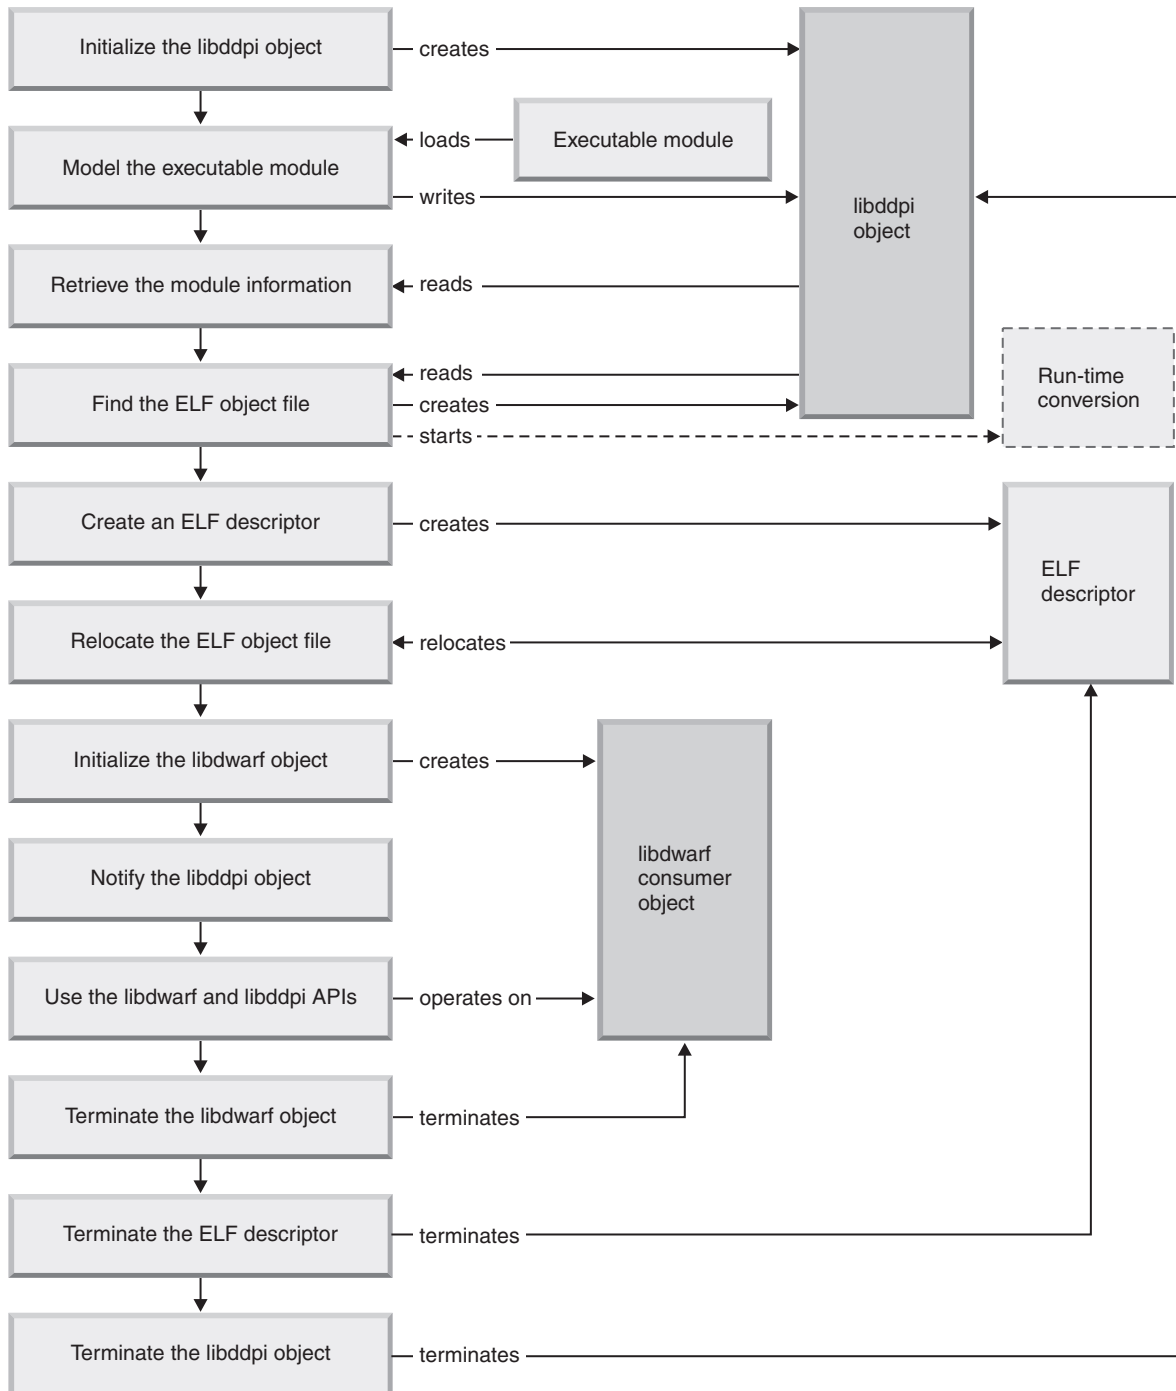 Initialize the libddpi object
creates
loads
Executable module
Model the executable module
writes
libddpi
object
Retrieve the module information
reads
reads
Run-time
conversion
Find the ELF object file
creates
starts
Create an ELF descriptor
creates
ELF
descriptor
Relocate the ELF object file
relocates
Initialize the libdwarf object
creates
libdwarf
consumer
object
Notify the libddpi object
Use the libdwarf and libddpi APIs
operates on
Terminate the libdwarf object
terminates
Terminate the ELF descriptor
terminates
Terminate the libddpi object
terminates